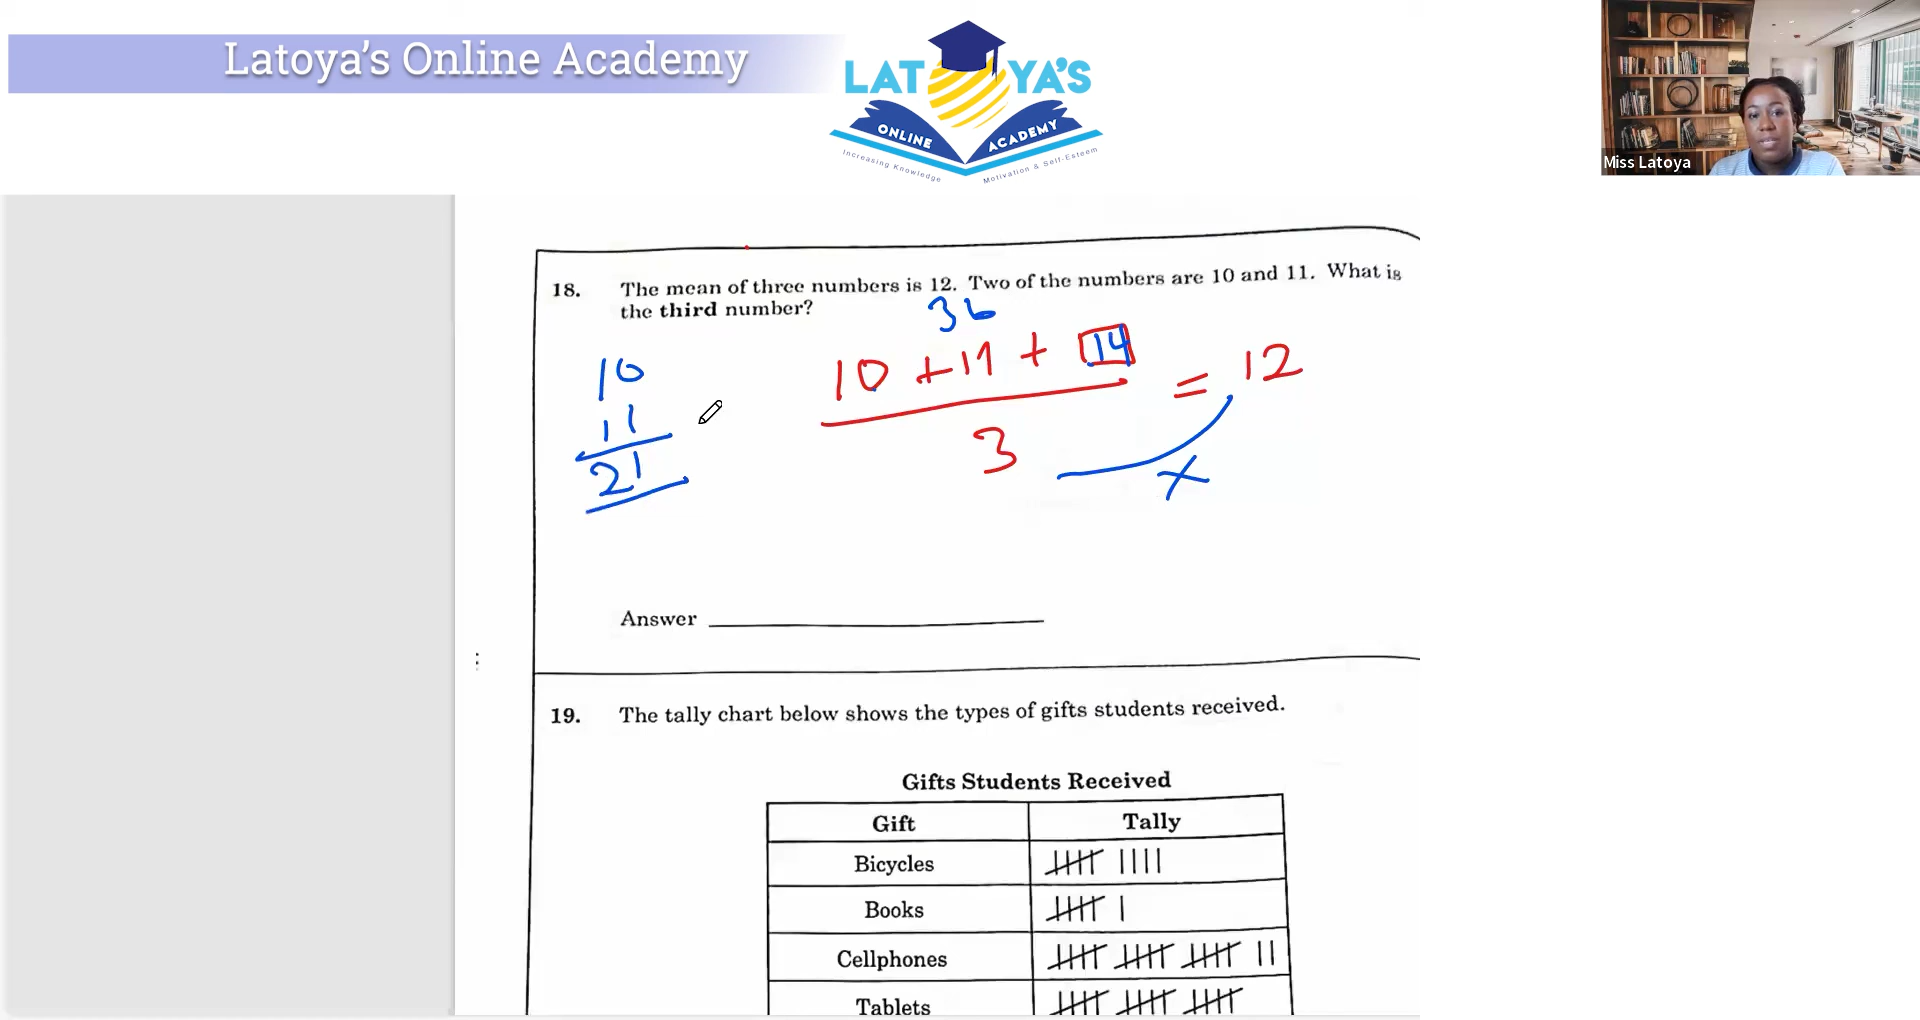 Latoya's Online Academy
LATOYA'S
ONLINE ACADEMY
Increasing Knowledge Motivation & Self-Esteem
Miss Latoya
18. The mean of three numbers is 12. Two of the numbers are 10 and 11. What is
the third number?
36
10 + 11 + 14 = 12
3
x
10
11
21
Answer
19. The tally chart below shows the types of gifts students received.
Gifts Students Received
Gift Tally
Bicycles
Books
Cellphones
Tablets